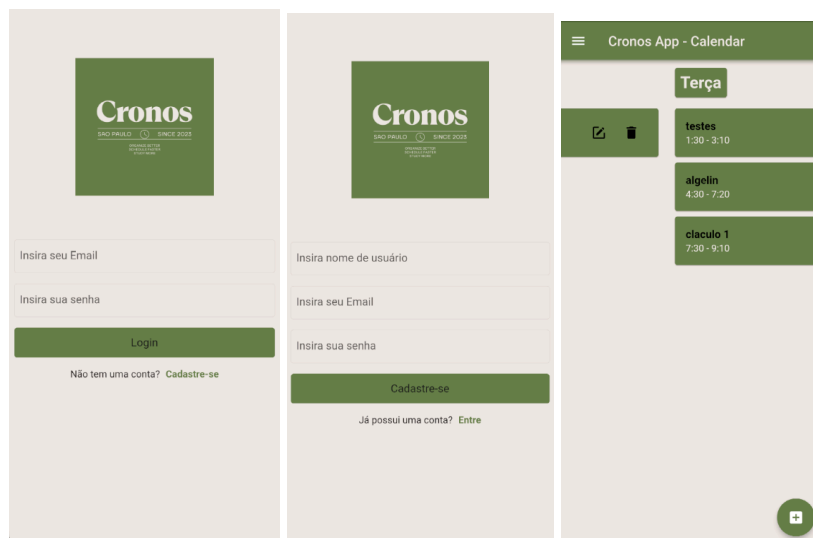 Cronos
SAO PAULO SINCE 2023
Insira seu Email
Insira sua senha
Login
Não tem uma conta? Cadastre-se
Cronos
SAO PAULO SINCE 2023
Insira nome de usuário
Insira seu Email
Insira sua senha
Cadastre-se
Já possui uma conta? Entre
Cronos App - Calendar
Terça
testes
1:30 - 3:10
algelin
4:30 - 7:20
claculo 1
7:30 - 9:10